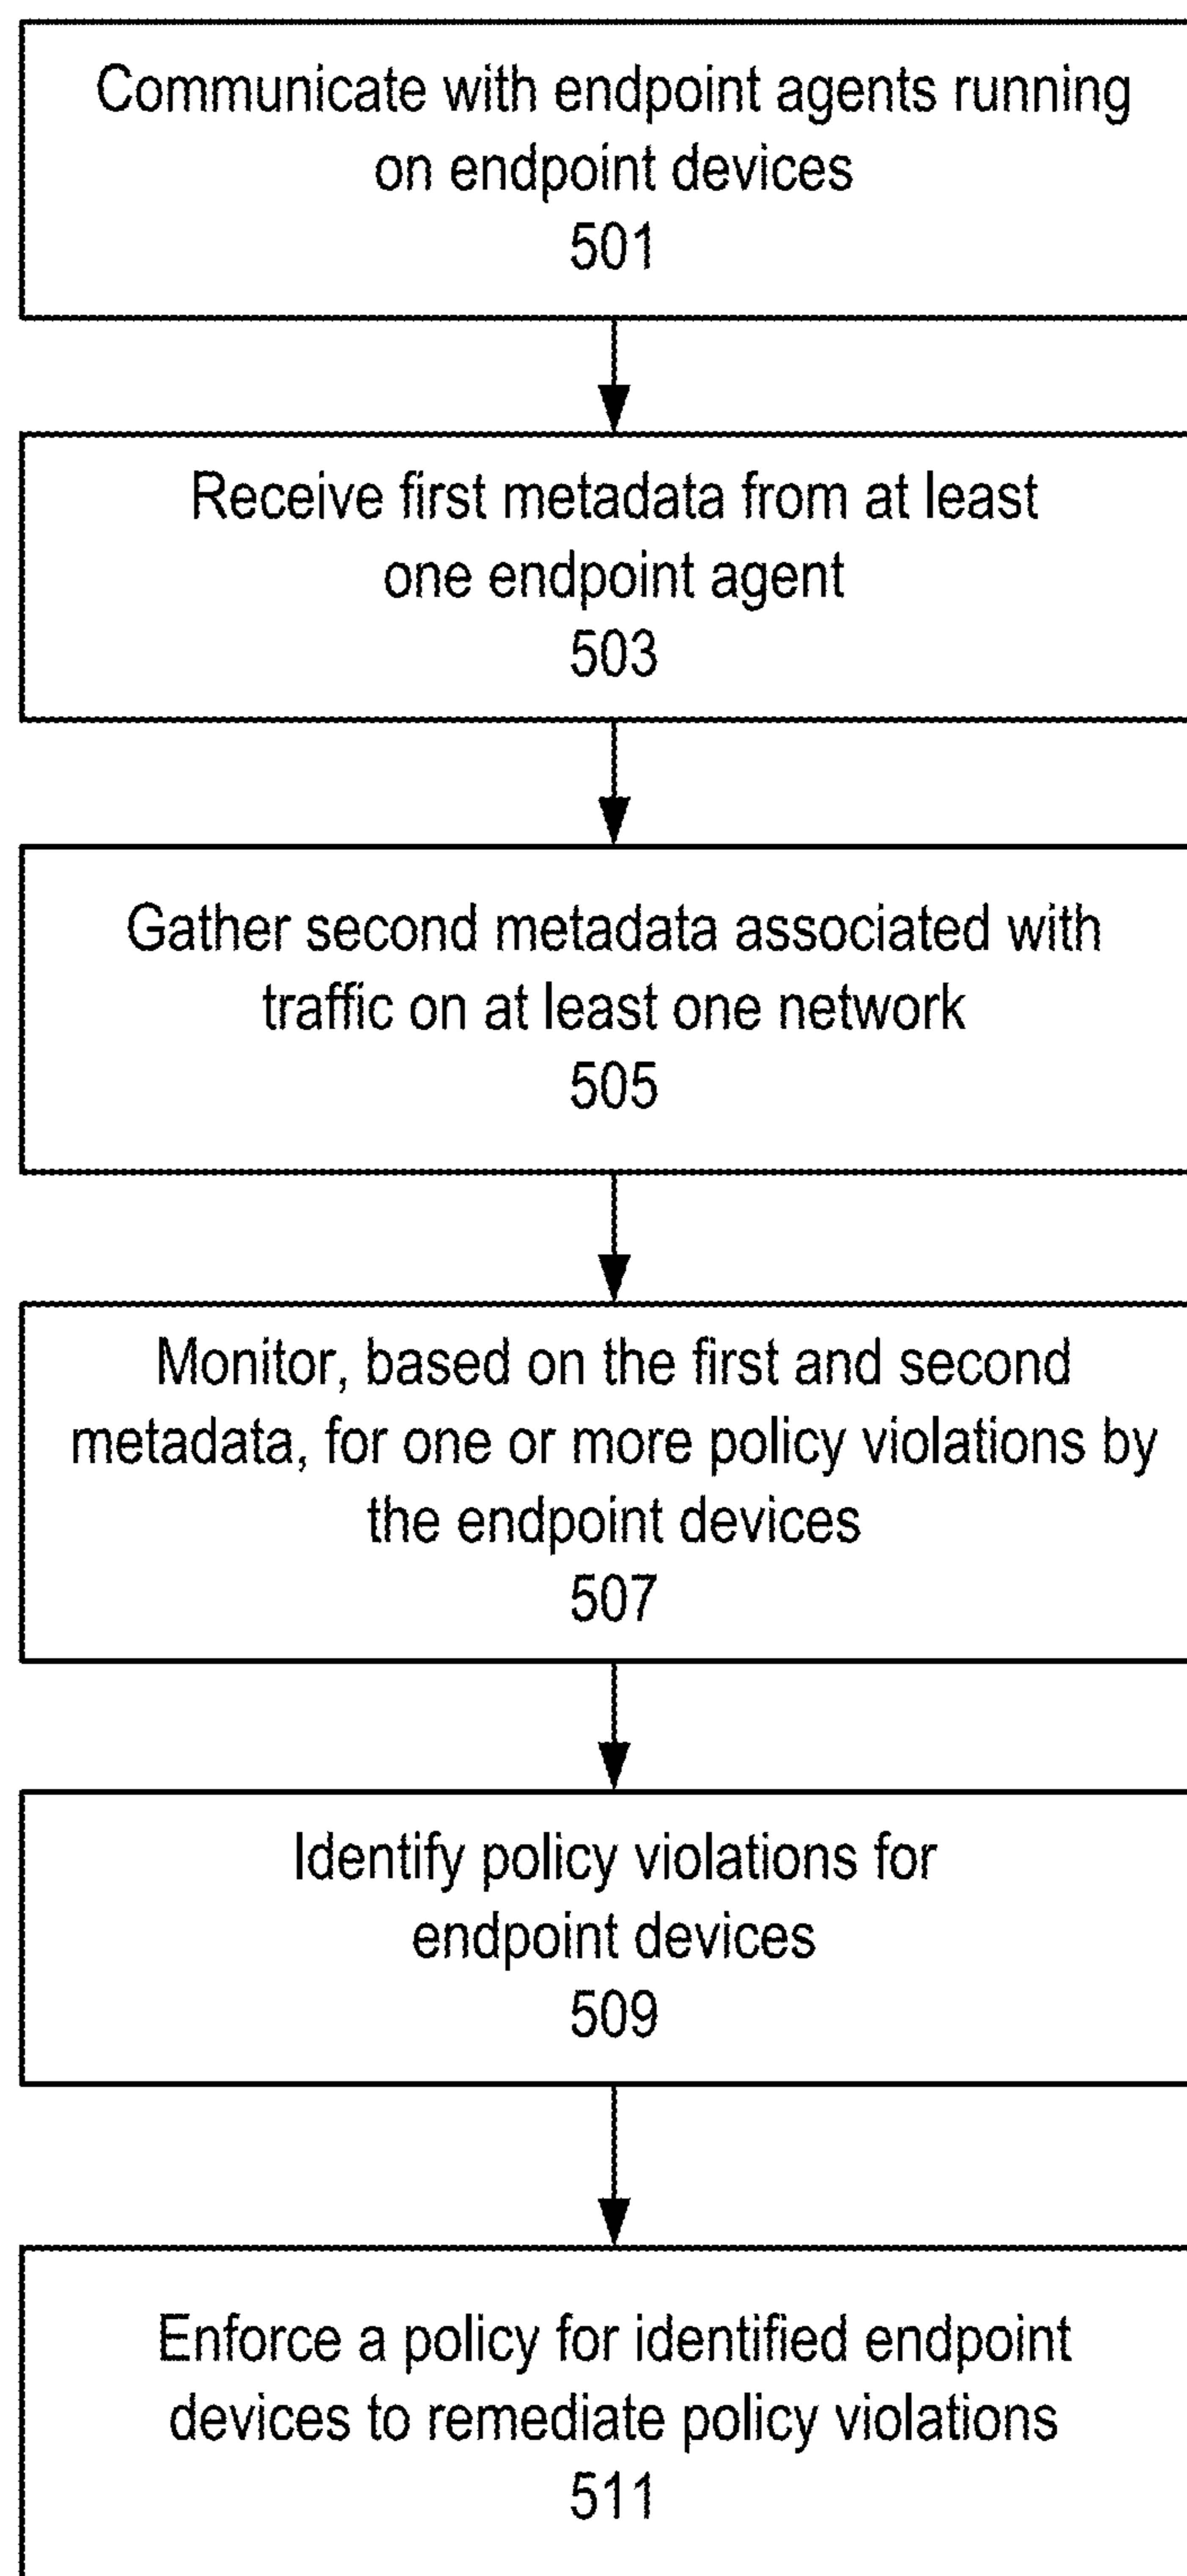 Communicate with endpoint agents running
on endpoint devices
501
Receive first metadata from at least
one endpoint agent
503
Gather second metadata associated with
traffic on at least one network
505
Monitor, based on the first and second
metadata, for one or more policy violations by
the endpoint devices
507
Identify policy violations for
endpoint devices
509
Enforce a policy for identified endpoint
devices to remediate policy violations
511